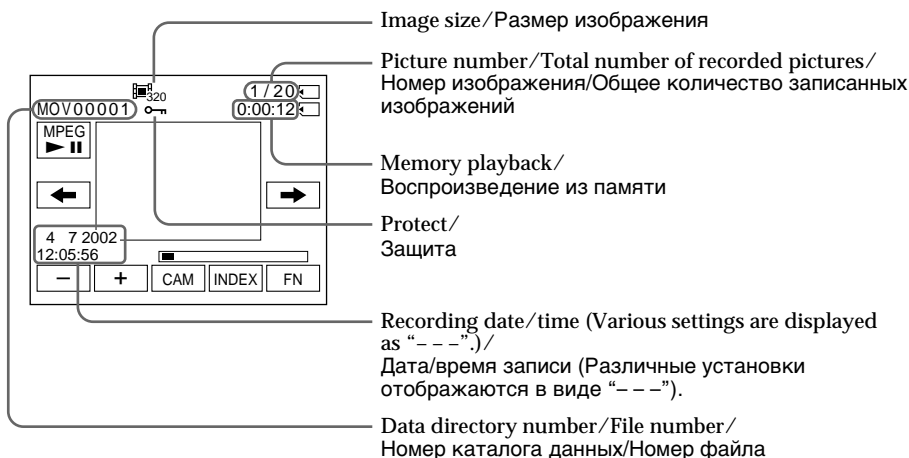 Image size/Размер изображения
Picture number/Total number of recorded pictures/
Номер изображения/Общее количество записанных
изображений
320
1/20
MOV00001
0:00:12
MPEG
Memory playback/
Воспроизведение из памяти
Protect/
Защита
4 7 2002
12:05:56
– + CAM INDEX FN
Recording date/time (Various settings are displayed
as “– – –”.)/
Дата/время записи (Различные установки
отображаются в виде “– – –”).
Data directory number/File number/
Номер каталога данных/Номер файла